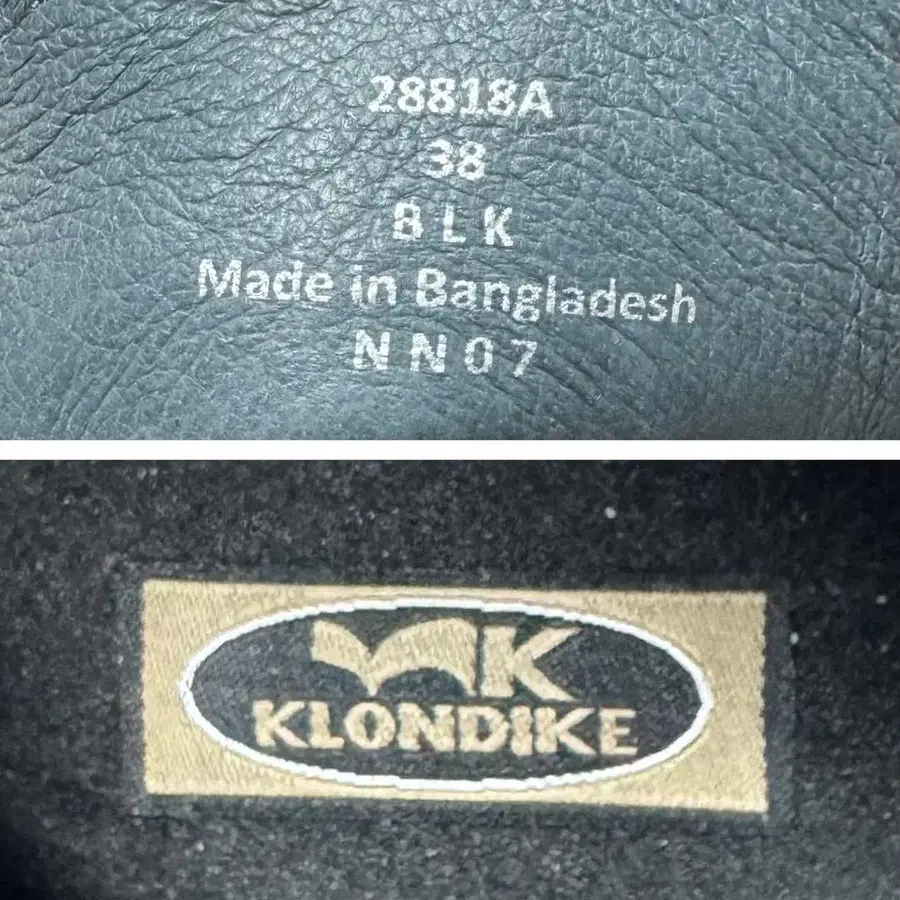 28818A
38
BLK
Made in Bangladesh
NN07
K
KLONDIKE